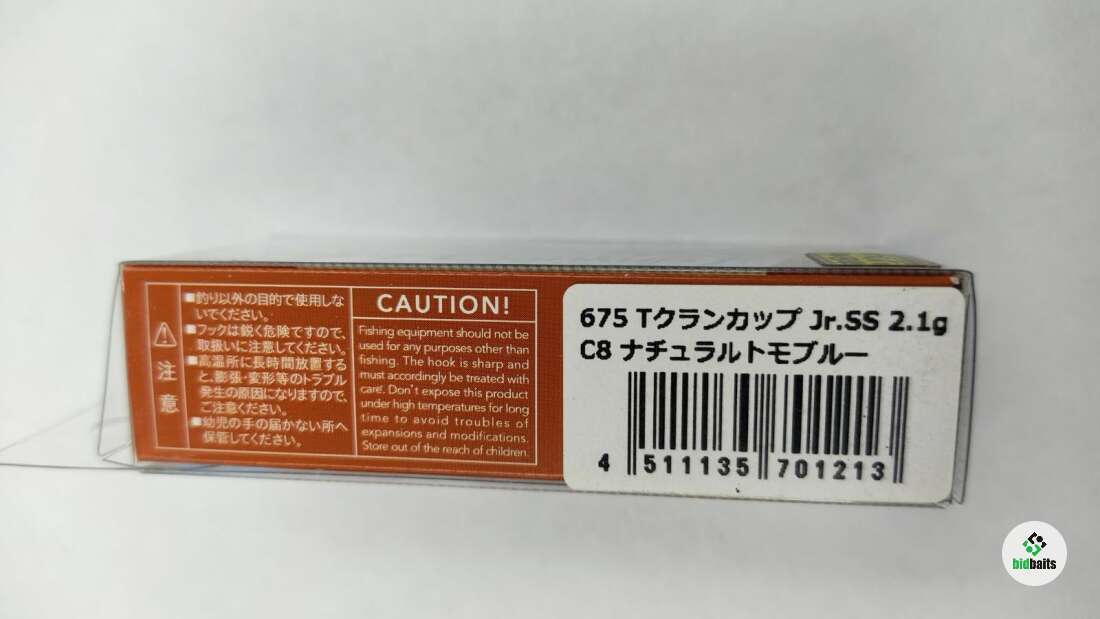 注意
■釣り以外の目的で使用しな
いでください。
■フックは鋭く危険ですので、
取扱いに注意してください。
■高温所に長時間放置する
と、膨張・変形等のトラブル
発生の原因になりますので、
ご注意ください。
■幼児の手の届かない所へ
保管してください。
CAUTION!
Fishing equipment should not be
used for any purposes other than
fishing. The hook is sharp and
must accordingly be treated with
care. Don't expose this product
under high temperatures for long
time to avoid troubles of
expansions and modifications.
Store out of the reach of children.
675 Tクランカップ Jr.SS 2.1g
C8 ナチュラルトモブルー
4 511135 701213
bidbaits